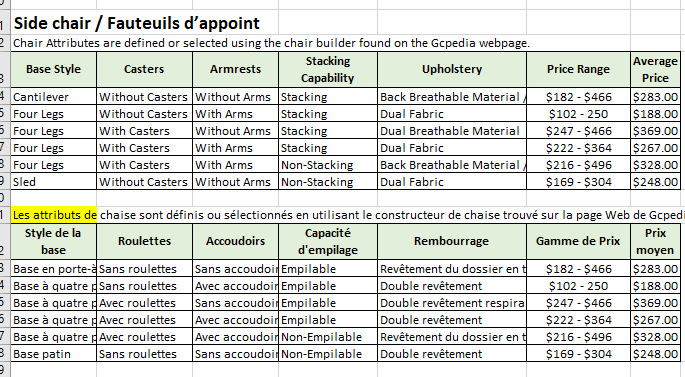 Side chair / Fauteuils d’appoint
Chair Attributes are defined or selected using the chair builder found on the Gcpedia webpage.
Base Style Casters Armrests Stacking Capability Upholstery Price Range Average Price
Cantilever Without Casters Without Arms Stacking Back Breathable Material / $182 - $466 $283.00
Four Legs Without Casters Without Arms Stacking Dual Fabric $102 - 250 $188.00
Four Legs With Casters With Arms Stacking Dual Breathable Material $247 - $466 $369.00
Four Legs With Casters With Arms Stacking Dual Fabric $222 - $364 $267.00
Four Legs With Casters With Arms Non-Stacking Back Breathable Material / $216 - $496 $328.00
Sled Without Casters Without Arms Non-Stacking Dual Fabric $169 - $304 $248.00
Les attributs de chaise sont définis ou sélectionnés en utilisant le constructeur de chaise trouvé sur la page Web de Gcpedi
Style de la base Roulettes Accoudoirs Capacité d'empilage Rembourrage Gamme de Prix Prix moyen
Base en porte-à Sans roulettes Sans accoudoir Empilable Revêtement du dossier en t $182 - $466 $283.00
Base à quatre p Sans roulettes Avec accoudoir Empilable Double revêtement $102 - 250 $188.00
Base à quatre p Avec roulettes Avec accoudoir Empilable Double revêtement respira $247 - $466 $369.00
Base à quatre p Avec roulettes Avec accoudoir Empilable Double revêtement $222 - $364 $267.00
Base à quatre p Avec roulettes Avec accoudoir Non-Empilable Revêtement du dossier en t $216 - $496 $328.00
Base patin Sans roulettes Sans accoudoir Non-Empilable Double revêtement $169 - $304 $248.00